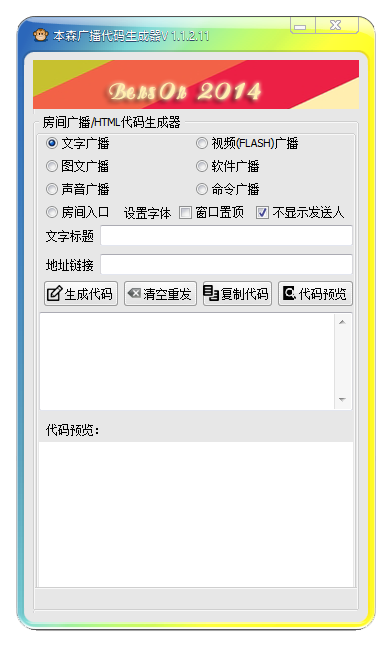 本森广播代码生成器V 1.1.2.11
BensOn 2014
房间广播/HTML代码生成器
文字广播 视频(FLASH)广播
图文广播 软件广播
声音广播 命令广播
房间入口 设置字体 窗口置顶 不显示发送人
文字标题
地址链接
生成代码 清空重发 复制代码 代码预览
代码预览：